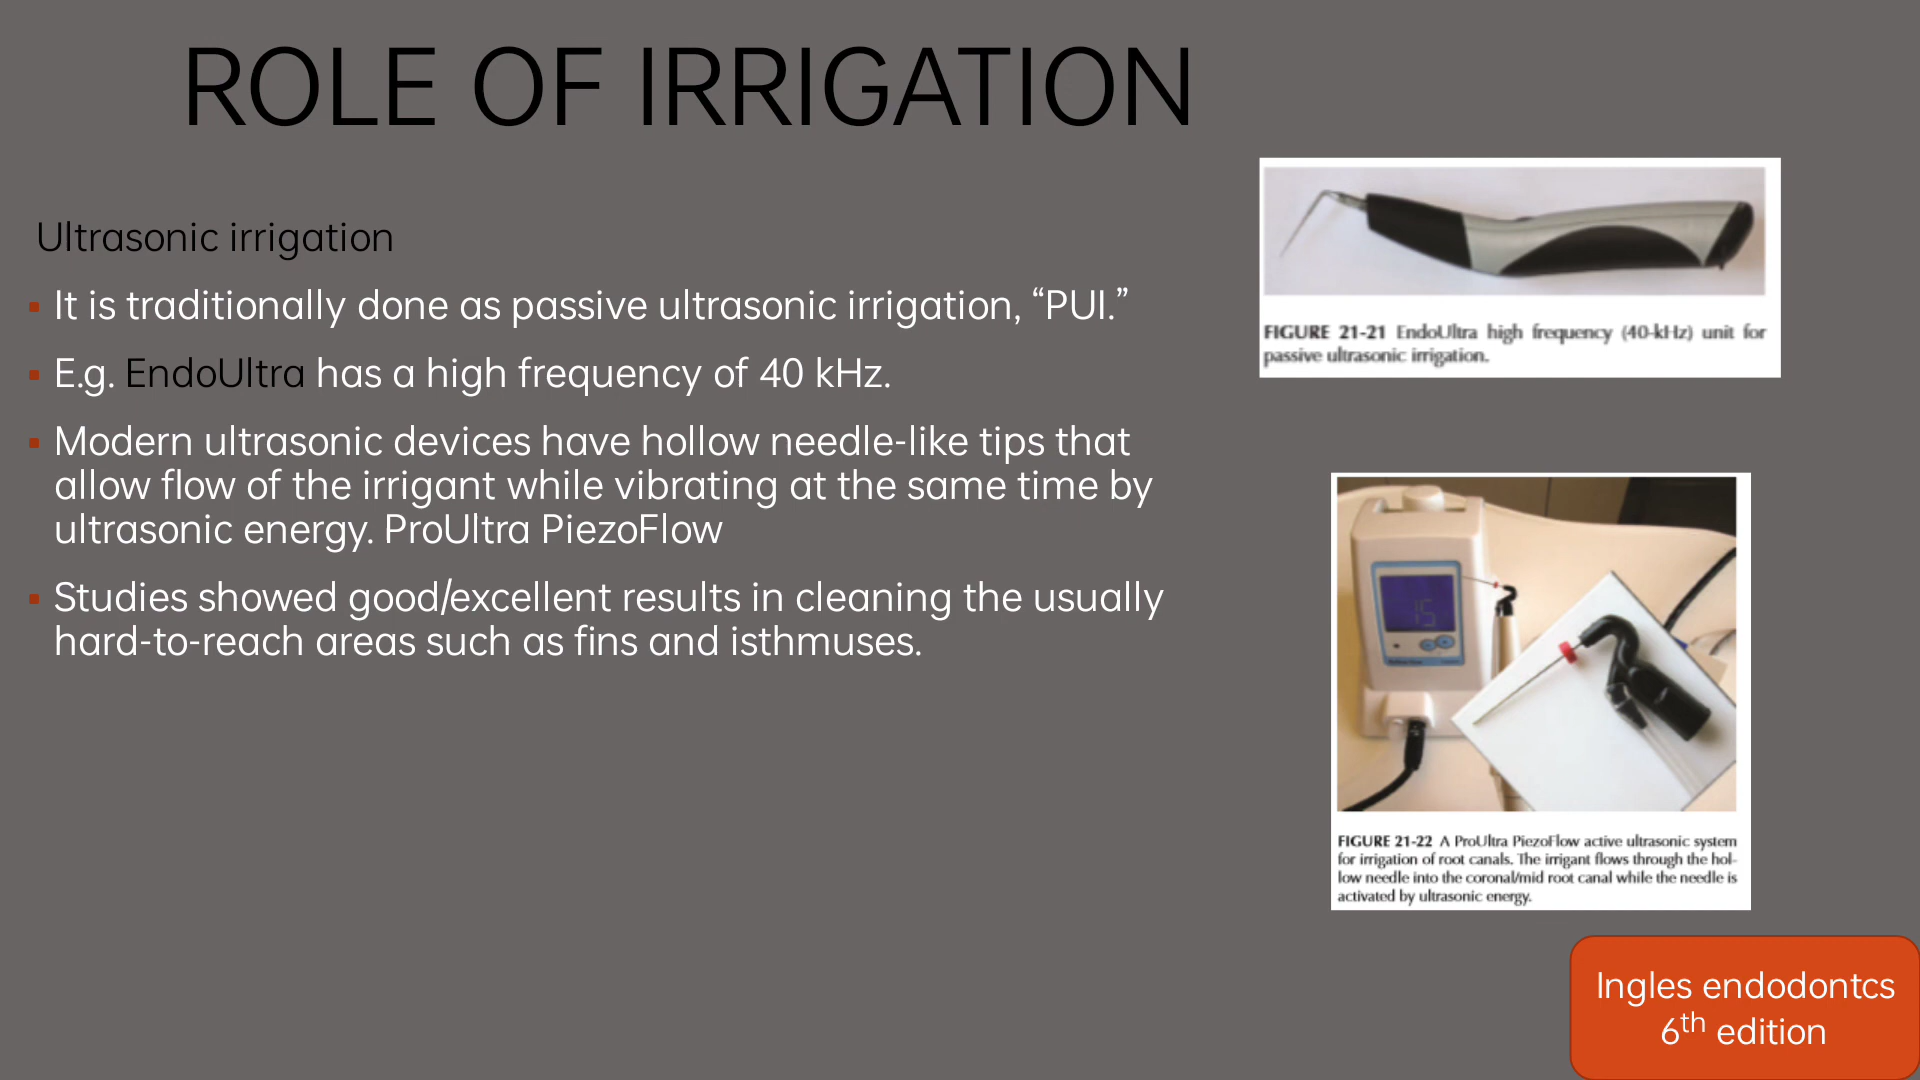 ROLE OF IRRIGATION
Ultrasonic irrigation
▪ It is traditionally done as passive ultrasonic irrigation, “PUI.”
▪ E.g. EndoUltra has a high frequency of 40 kHz.
▪ Modern ultrasonic devices have hollow needle-like tips that
allow flow of the irrigant while vibrating at the same time by
ultrasonic energy. ProUltra PiezoFlow
▪ Studies showed good/excellent results in cleaning the usually
hard-to-reach areas such as fins and isthmuses.
FIGURE 21-21 EndoUltra high frequency (40-kHz) unit for
passive ultrasonic irrigation.
15
FIGURE 21-22 A ProUltra PiezoFlow active ultrasonic system
for irrigation of root canals. The irrigant flows through the hol-
low needle into the coronal/mid root canal while the needle is
activated by ultrasonic energy.
Ingles endodontcs
6th edition